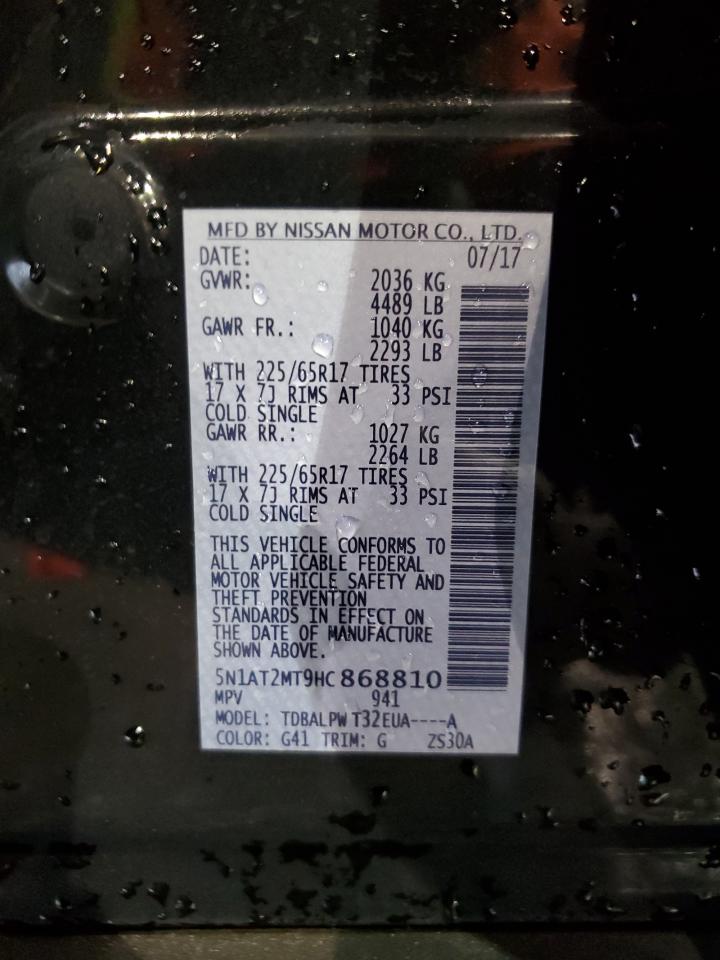 MFD BY NISSAN MOTOR CO., LTD.
DATE: 07/17
GVWR: 2036 KG
4489 LB
GAWR FR.: 1040 KG
2293 LB
WITH 225/65R17 TIRES
17 X 7J RIMS AT 33 PSI
COLD SINGLE
GAWR RR.: 1027 KG
2264 LB
WITH 225/65R17 TIRES
17 X 7J RIMS AT 33 PSI
COLD SINGLE
THIS VEHICLE CONFORMS TO
ALL APPLICABLE FEDERAL
MOTOR VEHICLE SAFETY AND
THEFT PREVENTION
STANDARDS IN EFFECT ON
THE DATE OF MANUFACTURE
SHOWN ABOVE.
5N1AT2MT9HC868810
MPV 941
MODEL: TDBALPW T32EUA----A
COLOR: G41 TRIM: G ZS30A